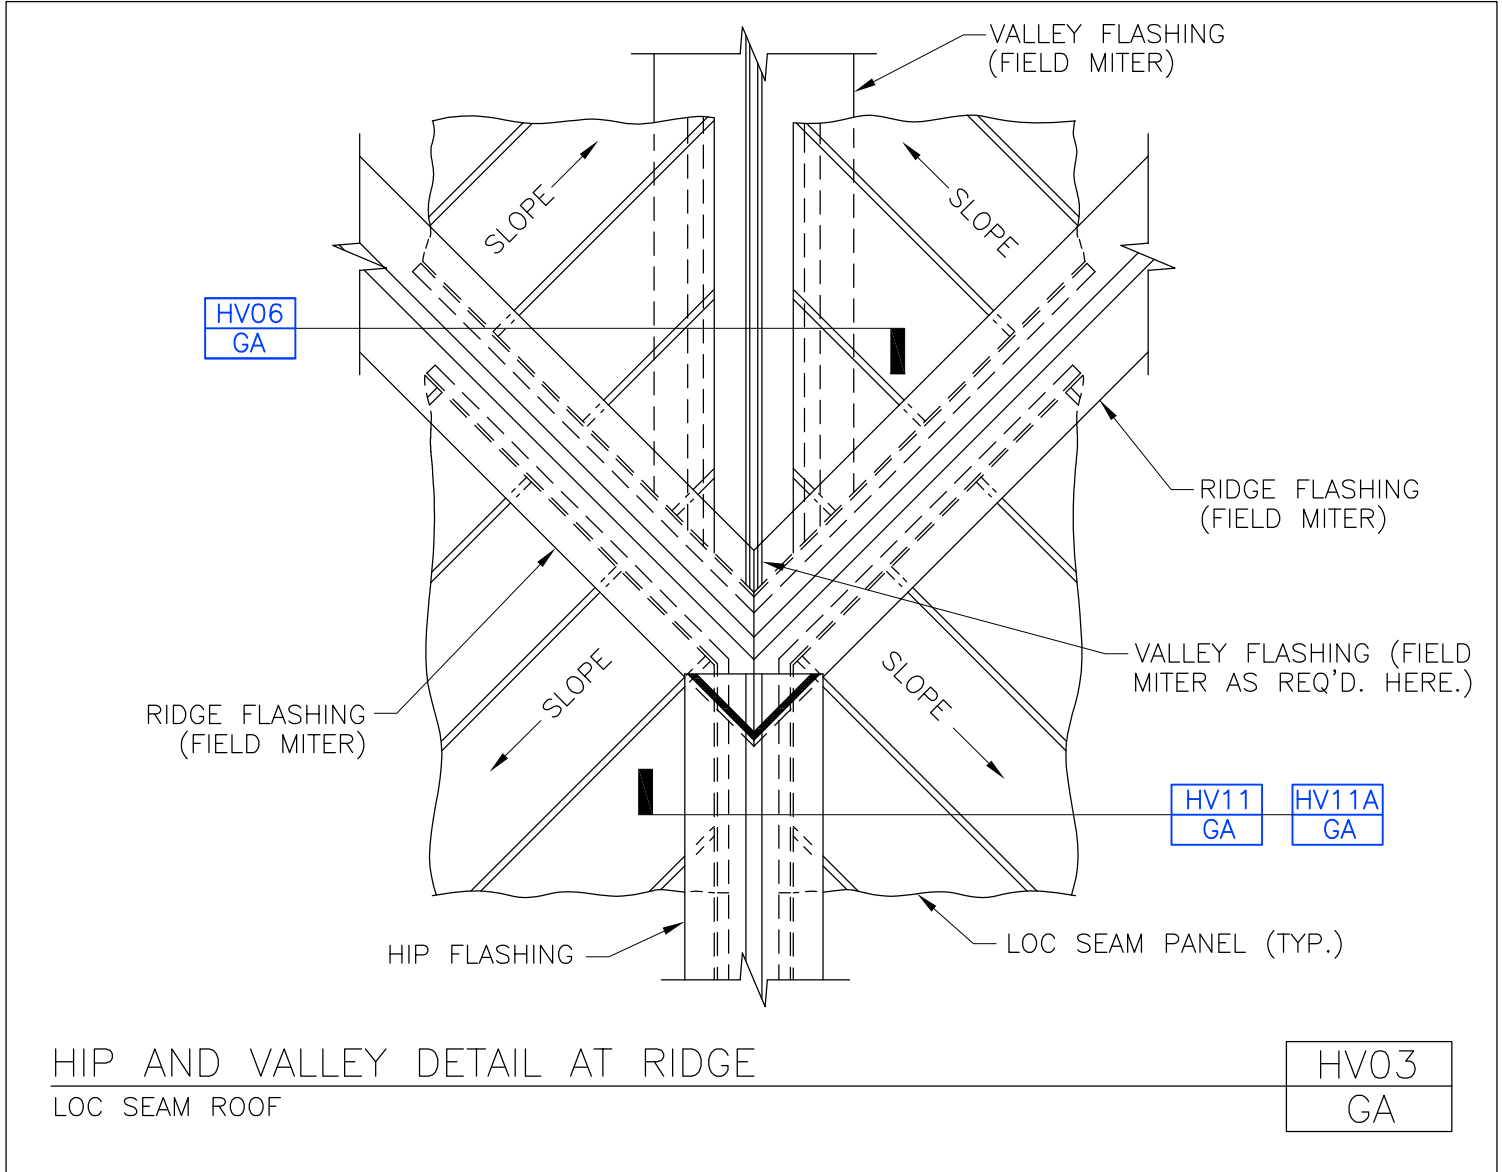 VALLEY FLASHING
(FIELD MITER)
SLOPE
SLOPE
HV06
GA
RIDGE FLASHING
(FIELD MITER)
VALLEY FLASHING (FIELD
MITER AS REQ'D. HERE.)
SLOPE
SLOPE
RIDGE FLASHING
(FIELD MITER)
HV11
GA
HV11A
GA
HIP FLASHING
LOC SEAM PANEL (TYP.)
HIP AND VALLEY DETAIL AT RIDGE
LOC SEAM ROOF
HV03
GA